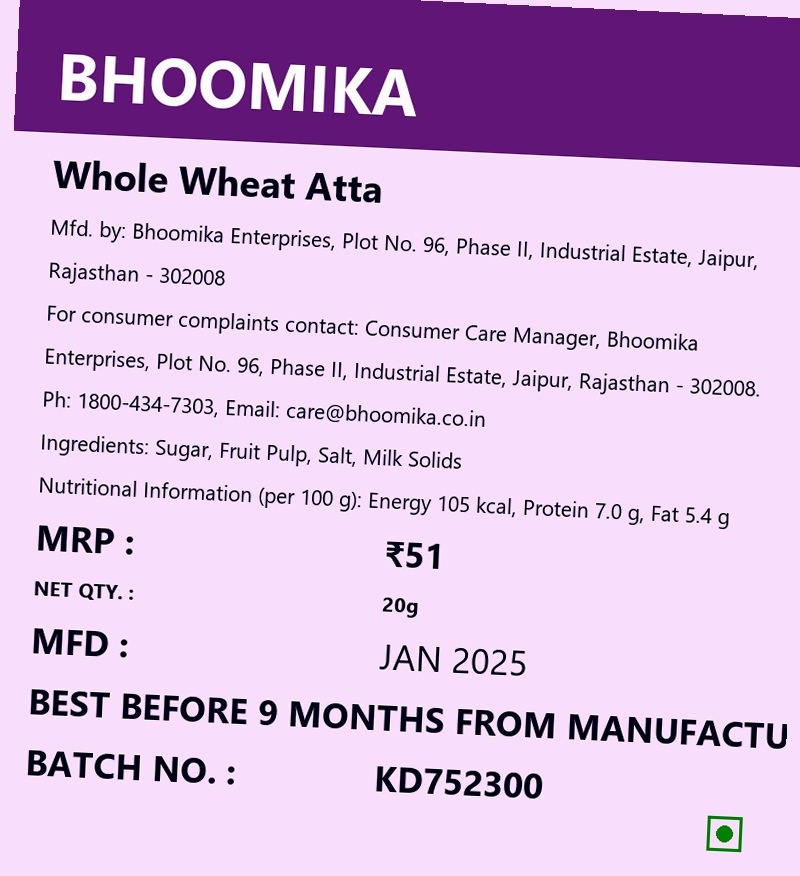 BHOOMIKA
Whole Wheat Atta
Mfd. by: Bhoomika Enterprises, Plot No. 96, Phase II, Industrial Estate, Jaipur,
Rajasthan - 302008
For consumer complaints contact: Consumer Care Manager, Bhoomika
Enterprises, Plot No. 96, Phase II, Industrial Estate, Jaipur, Rajasthan - 302008.
Ph: 1800-434-7303, Email: care@bhoomika.co.in
Ingredients: Sugar, Fruit Pulp, Salt, Milk Solids
Nutritional Information (per 100 g): Energy 105 kcal, Protein 7.0 g, Fat 5.4 g
MRP : ₹51
NET QTY. : 20g
MFD : JAN 2025
BEST BEFORE 9 MONTHS FROM MANUFACTU
BATCH NO. : KD752300